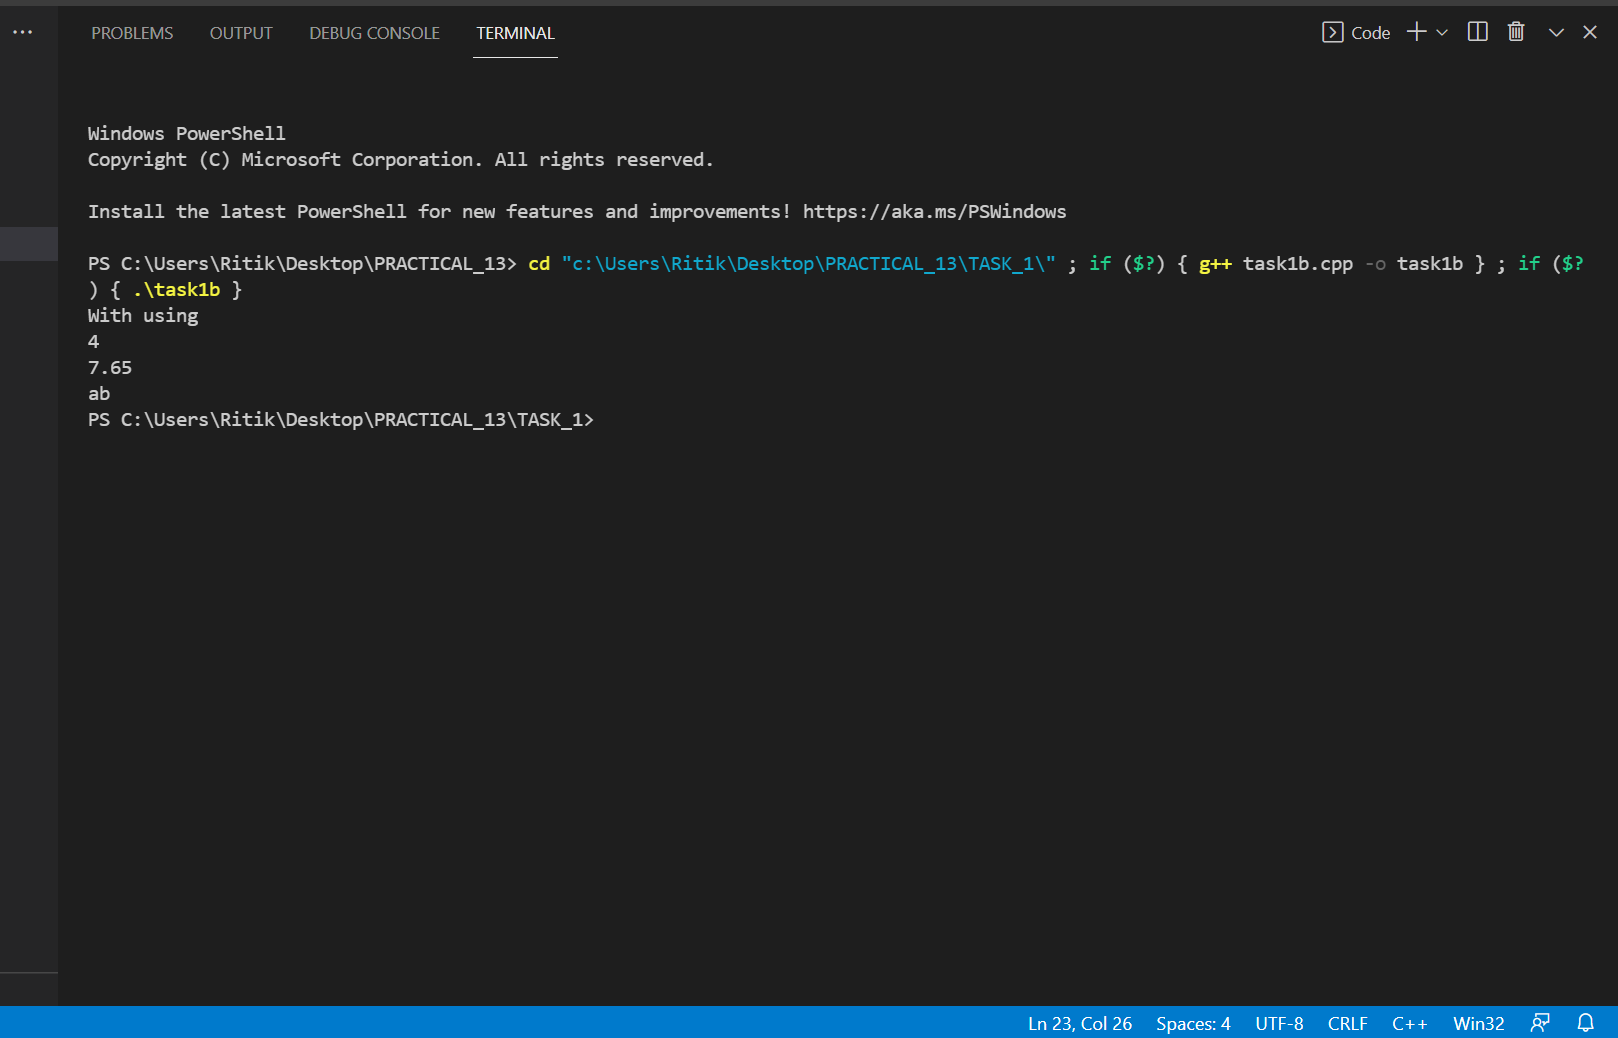 PROBLEMS OUTPUT DEBUG CONSOLE TERMINAL Code
Windows PowerShell
Copyright (C) Microsoft Corporation. All rights reserved.
Install the latest PowerShell for new features and improvements! https://aka.ms/PSWindows
PS C:\Users\Ritik\Desktop\PRACTICAL_13> cd "c:\Users\Ritik\Desktop\PRACTICAL_13\TASK_1\" ; if ($?) { g++ task1b.cpp -o task1b } ; if ($?
) { .\task1b }
With using
4
7.65
ab
PS C:\Users\Ritik\Desktop\PRACTICAL_13\TASK_1>
Ln 23, Col 26 Spaces: 4 UTF-8 CRLF C++ Win32